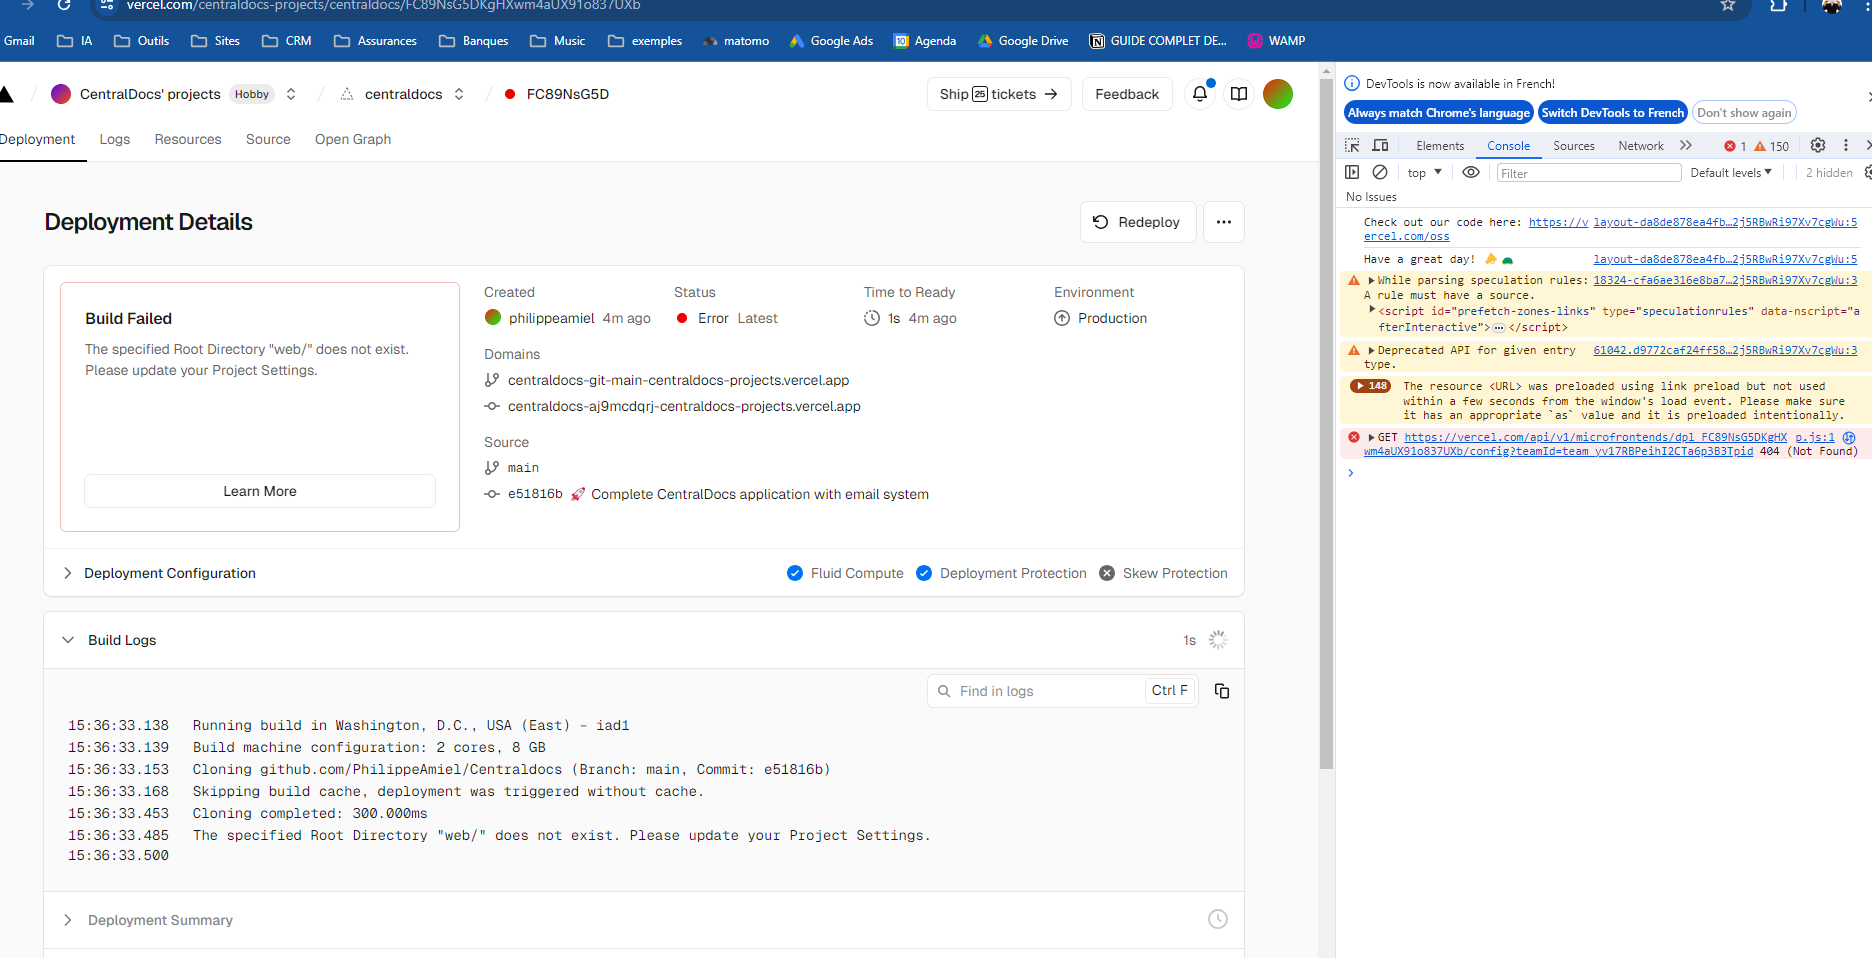 vercel.com/centraldocs-projects/centraldocs/FC89NsG5DKgHXwm4aUX91o837UXb
Gmail IA Outils Sites CRM Assurances Banques Music exemples matomo Google Ads 10 Agenda Google Drive GUIDE COMPLET DE... WAMP
CentralDocs' projects Hobby / centraldocs / FC89NsG5D
Ship 25 tickets → Feedback
Deployment Logs Resources Source Open Graph
Deployment Details
Redeploy ...
Build Failed
The specified Root Directory "web/" does not exist.
Please update your Project Settings.
Learn More
Created Status Time to Ready Environment
philippeamiel 4m ago Error Latest 1s 4m ago Production
Domains
centraldocs-git-main-centraldocs-projects.vercel.app
centraldocs-aj9mcdqrj-centraldocs-projects.vercel.app
Source
main
e51816b 🚀 Complete CentralDocs application with email system
Deployment Configuration
Fluid Compute Deployment Protection Skew Protection
Build Logs
1s
Find in logs Ctrl F
15:36:33.138 Running build in Washington, D.C., USA (East) – iad1
15:36:33.139 Build machine configuration: 2 cores, 8 GB
15:36:33.153 Cloning github.com/PhilippeAmiel/Centraldocs (Branch: main, Commit: e51816b)
15:36:33.168 Skipping build cache, deployment was triggered without cache.
15:36:33.453 Cloning completed: 300.000ms
15:36:33.485 The specified Root Directory "web/" does not exist. Please update your Project Settings.
15:36:33.500
Deployment Summary
DevTools is now available in French!
Always match Chrome's language Switch DevTools to French Don't show again
Elements Console Sources Network » 1 150
top Filter Default levels 2 hidden
No Issues
Check out our code here: https://v layout-da8de878ea4fb…2j5RBwRi97Xv7cgWu:5
ercel.com/oss
Have a great day! layout-da8de878ea4fb…2j5RBwRi97Xv7cgWu:5
While parsing speculation rules: 18324-cfa6ae316e8ba7…2j5RBwRi97Xv7cgWu:3
A rule must have a source.
<script id="prefetch-zones-links" type="speculationrules" data-nscript="a
fterInteractive">…</script>
Deprecated API for given entry 61042.d9772caf24ff58…2j5RBwRi97Xv7cgWu:3
type.
148 The resource <URL> was preloaded using link preload but not used
within a few seconds from the window's load event. Please make sure
it has an appropriate `as` value and it is preloaded intentionally.
GET https://vercel.com/api/v1/microfrontends/dpl_FC89NsG5DKgHX p.js:1
wm4aUX91o837UXb/config?teamId=team_yv17RBPeihI2CTa6p3B3Tpid 404 (Not Found)